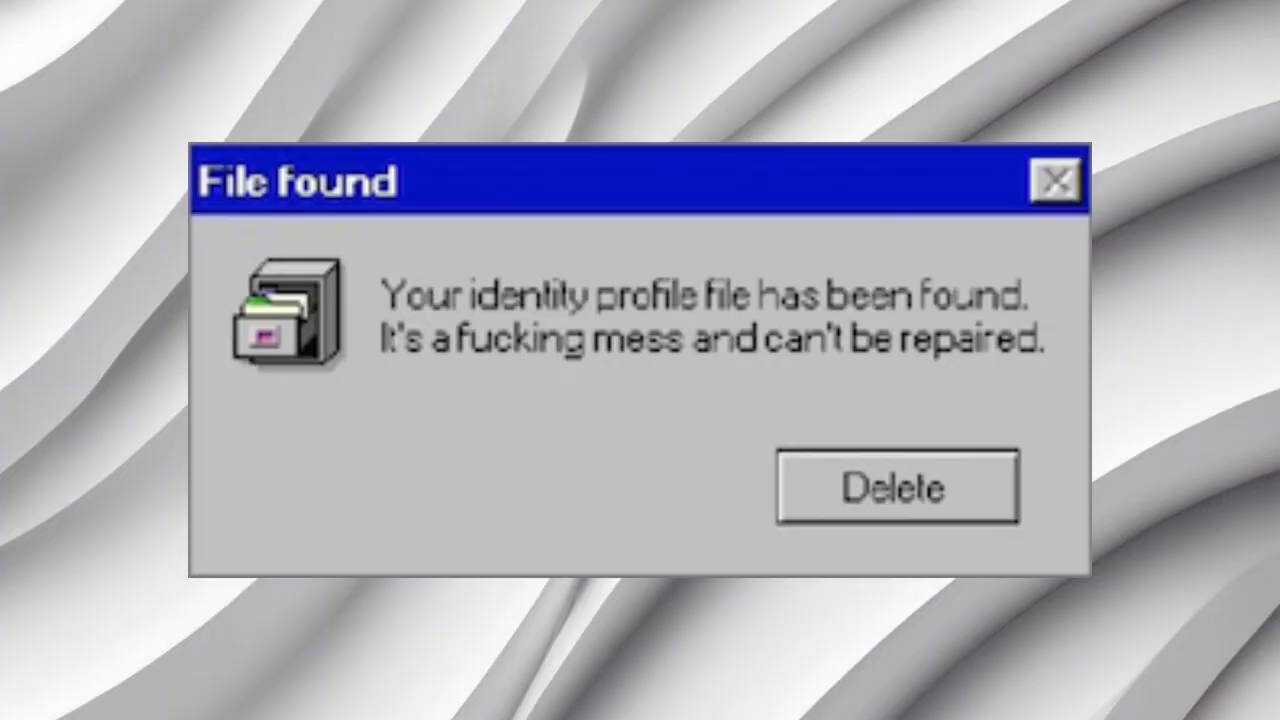 File found
Your identity profile file has been found.
It's a fucking mess and can't be repaired.
Delete